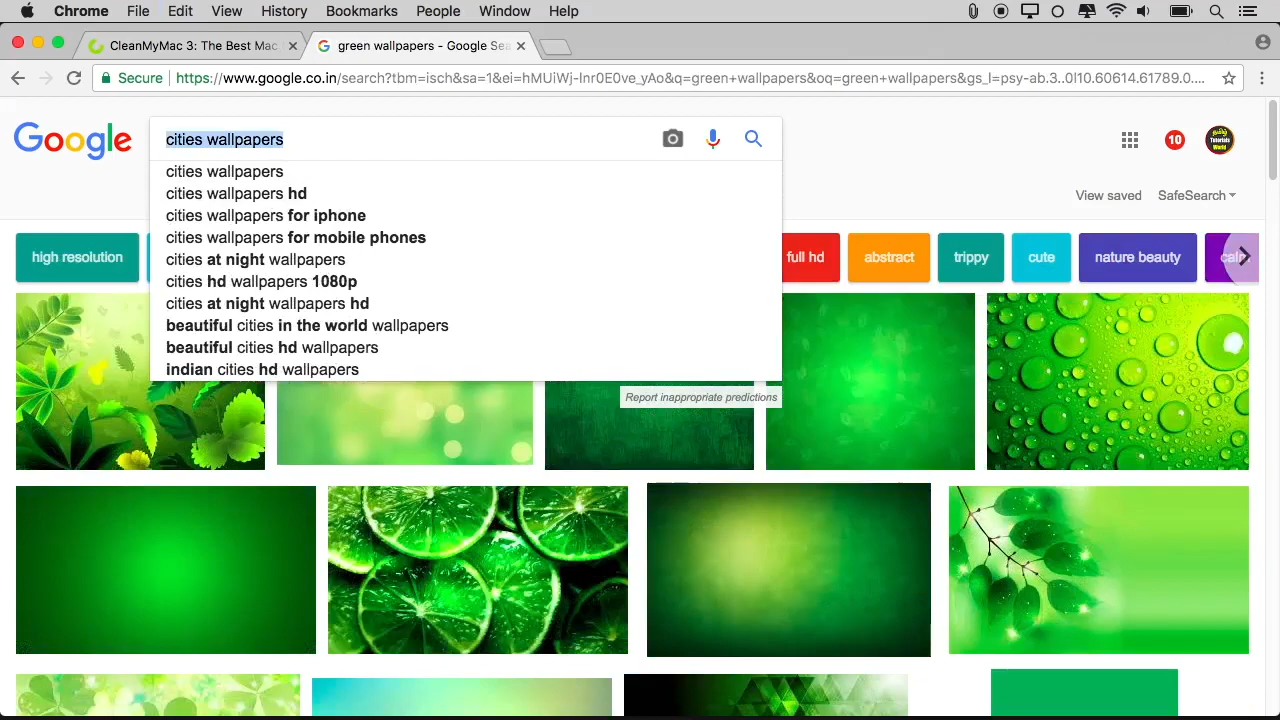 Chrome File Edit View History Bookmarks People Window Help
CleanMyMac 3: The Best Mac
green wallpapers - Google Sea
Secure https://www.google.co.in/search?tbm=isch&sa=1&ei=hMUiWj-Inr0E0ve_yAo&q=green+wallpapers&oq=green+wallpapers&gs_l=psy-ab.3..0l10.60614.61789.0....
Google
cities wallpapers
10
தமிழ்
Tutorials
World
cities wallpapers
cities wallpapers hd
cities wallpapers for iphone
cities wallpapers for mobile phones
cities at night wallpapers
cities hd wallpapers 1080p
cities at night wallpapers hd
beautiful cities in the world wallpapers
beautiful cities hd wallpapers
indian cities hd wallpapers
Report inappropriate predictions
View saved SafeSearch
high resolution
full hd
abstract
trippy
cute
nature beauty
calm